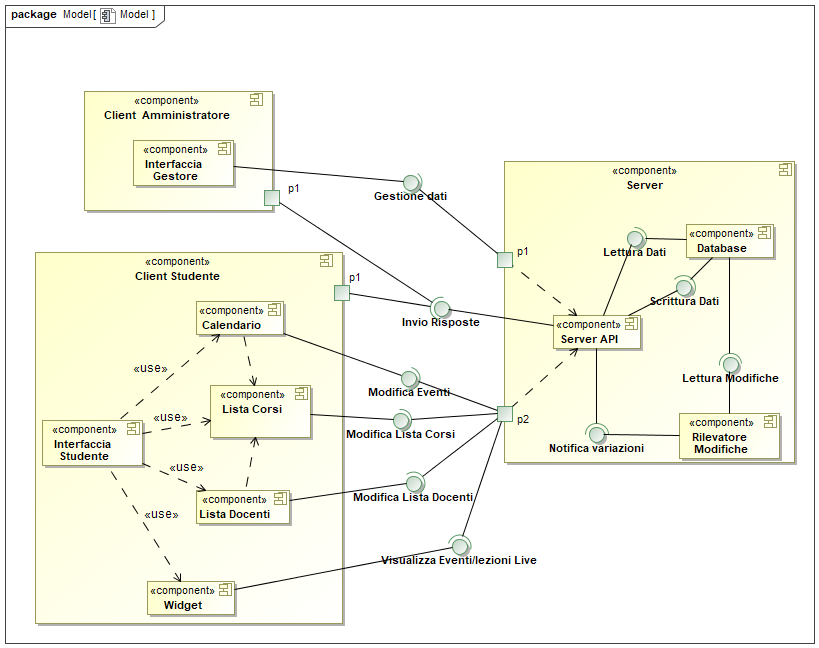 package Model [ Model ]
«component»
Client Amministratore
«component»
Interfaccia
Gestore
p1
Gestione dati
«component»
Server
p1
«component»
Database
Lettura Dati
Scrittura Dati
«component»
Server API
Lettura Modifiche
«component»
Rilevatore
Modifiche
Notifica variazioni
p2
«component»
Client Studente
p1
Invio Risposte
«component»
Calendario
«use»
Modifica Eventi
«component»
Lista Corsi
«use»
Modifica Lista Corsi
«component»
Interfaccia
Studente
«use»
«component»
Lista Docenti
Modifica Lista Docenti
«use»
Visualizza Eventi/lezioni Live
«component»
Widget